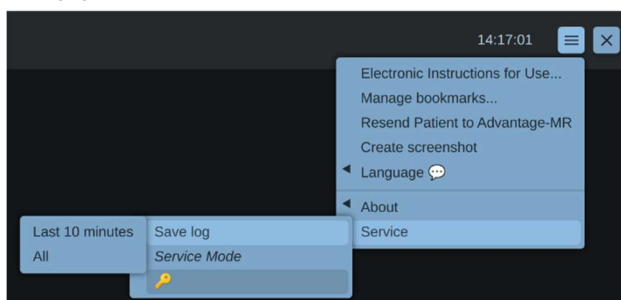 14:17:01
Electronic Instructions for Use...
Manage bookmarks...
Resend Patient to Advantage-MR
Create screenshot
Language
About
Service
Save log
Service Mode
Last 10 minutes
All